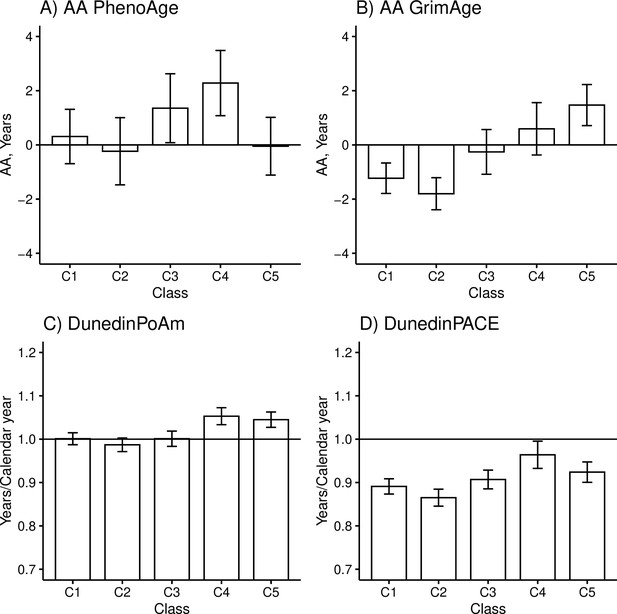 A) AA PhenoAge
AA, Years
4
2
0
−2
−4
C1 C2 C3 C4 C5
Class
B) AA GrimAge
AA, Years
4
2
0
−2
−4
C1 C2 C3 C4 C5
Class
C) DunedinPoAm
Years/Calendar year
1.2
1.1
1.0
0.9
0.8
0.7
C1 C2 C3 C4 C5
Class
D) DunedinPACE
Years/Calendar year
1.2
1.1
1.0
0.9
0.8
0.7
C1 C2 C3 C4 C5
Class